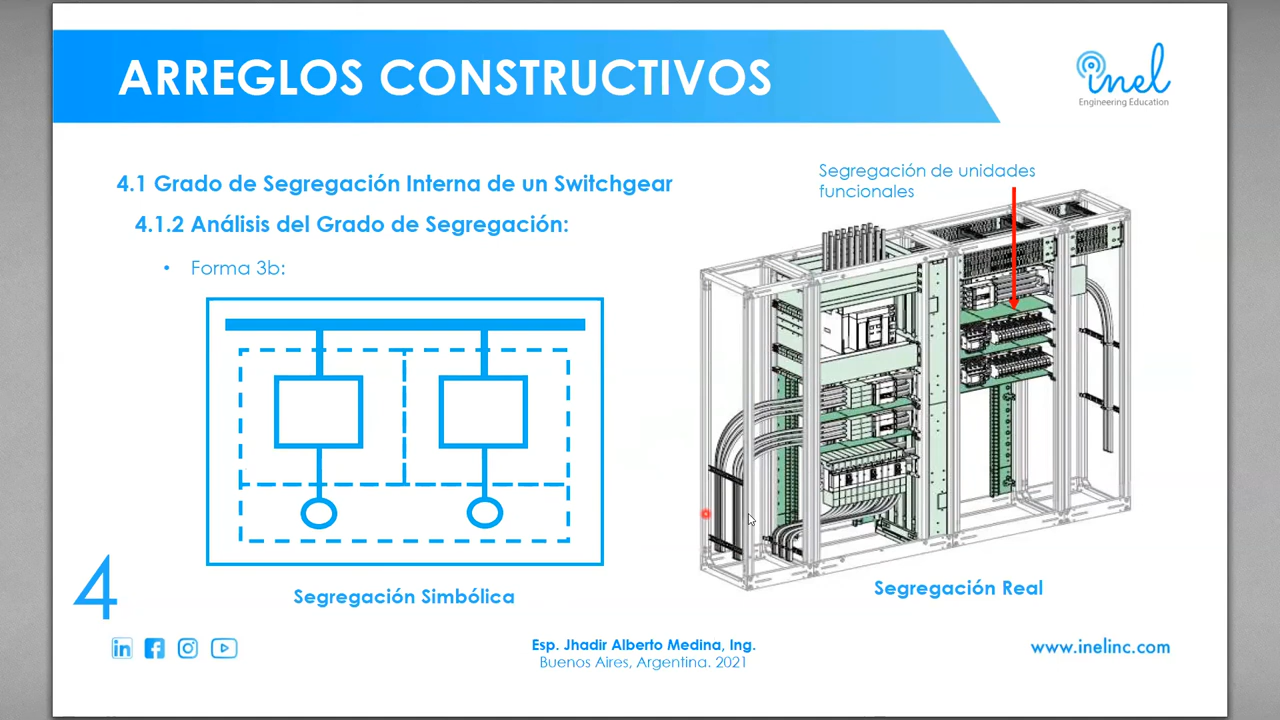 ARREGLOS CONSTRUCTIVOS
inel
Engineering Education
4.1 Grado de Segregación Interna de un Switchgear
4.1.2 Análisis del Grado de Segregación:
• Forma 3b:
Segregación de unidades
funcionales
Segregación Simbólica
Segregación Real
4
in
Esp. Jhadir Alberto Medina, Ing.
Buenos Aires, Argentina. 2021
www.inelinc.com